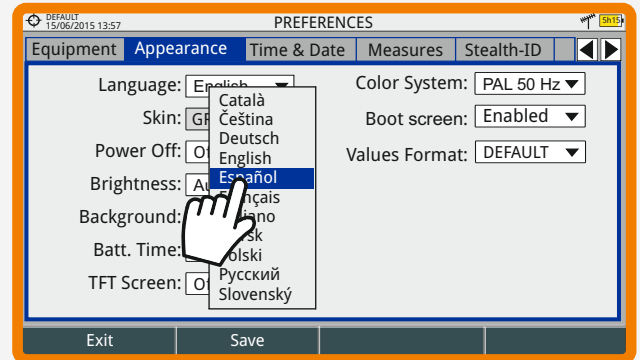 DEFAULT
15/06/2015 13:57
PREFERENCES
5h15
Equipment Appearance Time & Date Measures Stealth-ID
Language: English
Skin:
Power Off:
Brightness:
Background:
Batt. Time:
TFT Screen:
Català
Čeština
Deutsch
English
Español
Polski
Русский
Slovenský
Color System: PAL 50 Hz
Boot screen: Enabled
Values Format: DEFAULT
Exit Save